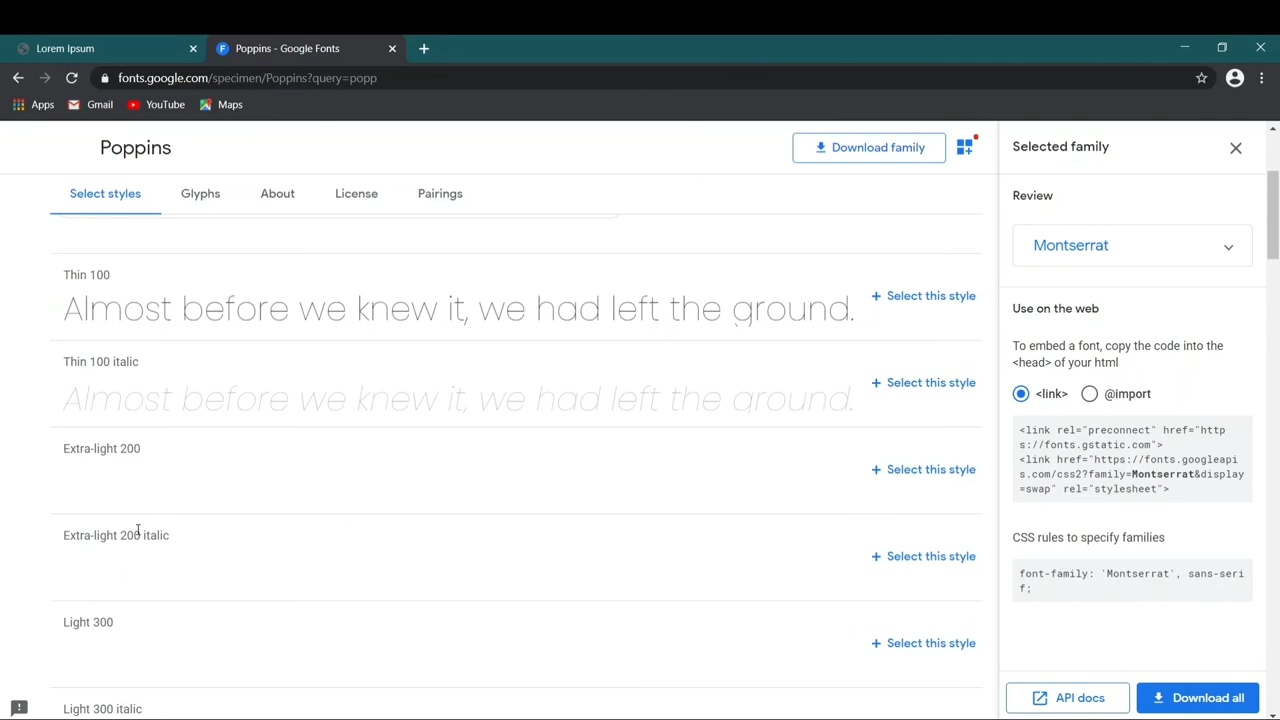 Lorem Ipsum
Poppins - Google Fonts
fonts.google.com/specimen/Poppins?query=popp
Apps
Gmail
YouTube
Maps
Poppins
Download family
Select styles
Glyphs
About
License
Pairings
Thin 100
Almost before we knew it, we had left the ground.
+ Select this style
Thin 100 italic
Almost before we knew it, we had left the ground.
+ Select this style
Extra-light 200
+ Select this style
Extra-light 200 italic
+ Select this style
Light 300
+ Select this style
Light 300 italic
Selected family
Review
Montserrat
Use on the web
To embed a font, copy the code into the
<head> of your html
<link>
@import
<link rel="preconnect" href="http
s://fonts.gstatic.com">
<link href="https://fonts.googleapi
s.com/css2?family=Montserrat&display
=swap" rel="stylesheet">
CSS rules to specify families
font-family: 'Montserrat', sans-seri
f;
API docs
Download all